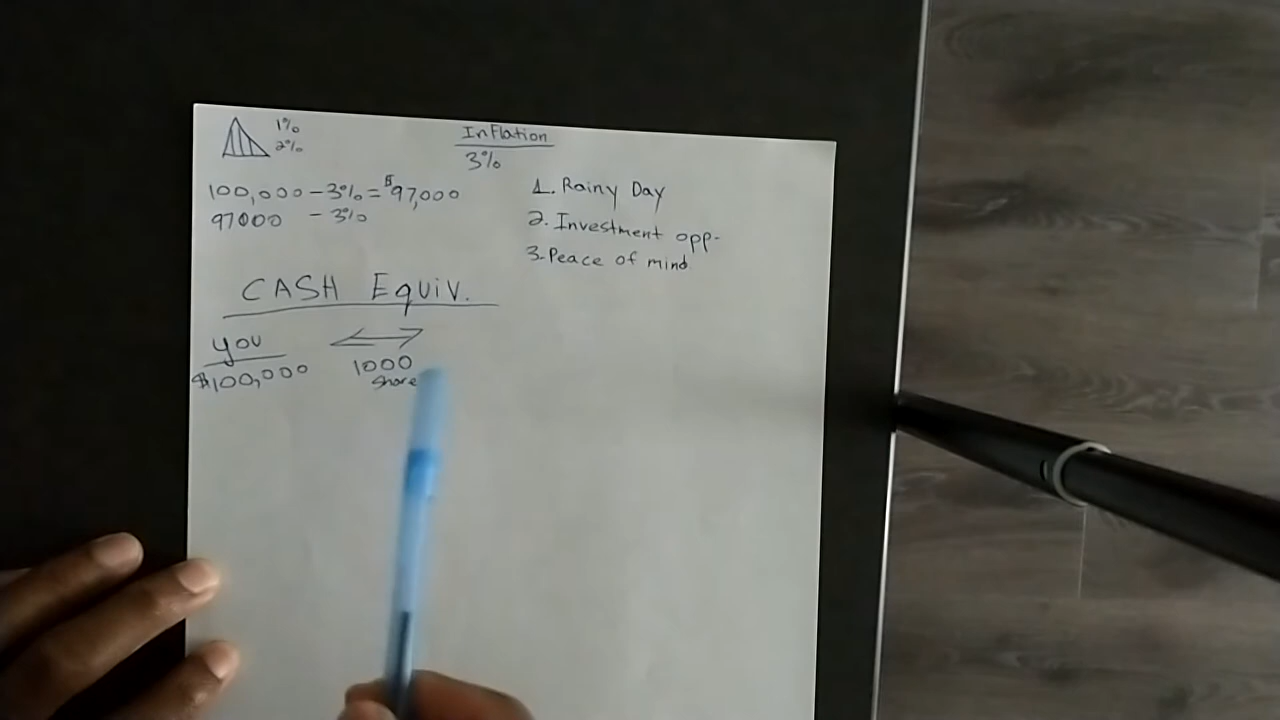 1%
2%
Inflation
3%
100,000 - 3% = $97,000
97000 - 3%
1. Rainy Day
2. Investment opp-
3. Peace of mind
CASH Equiv.
you
$100,000
1000
share